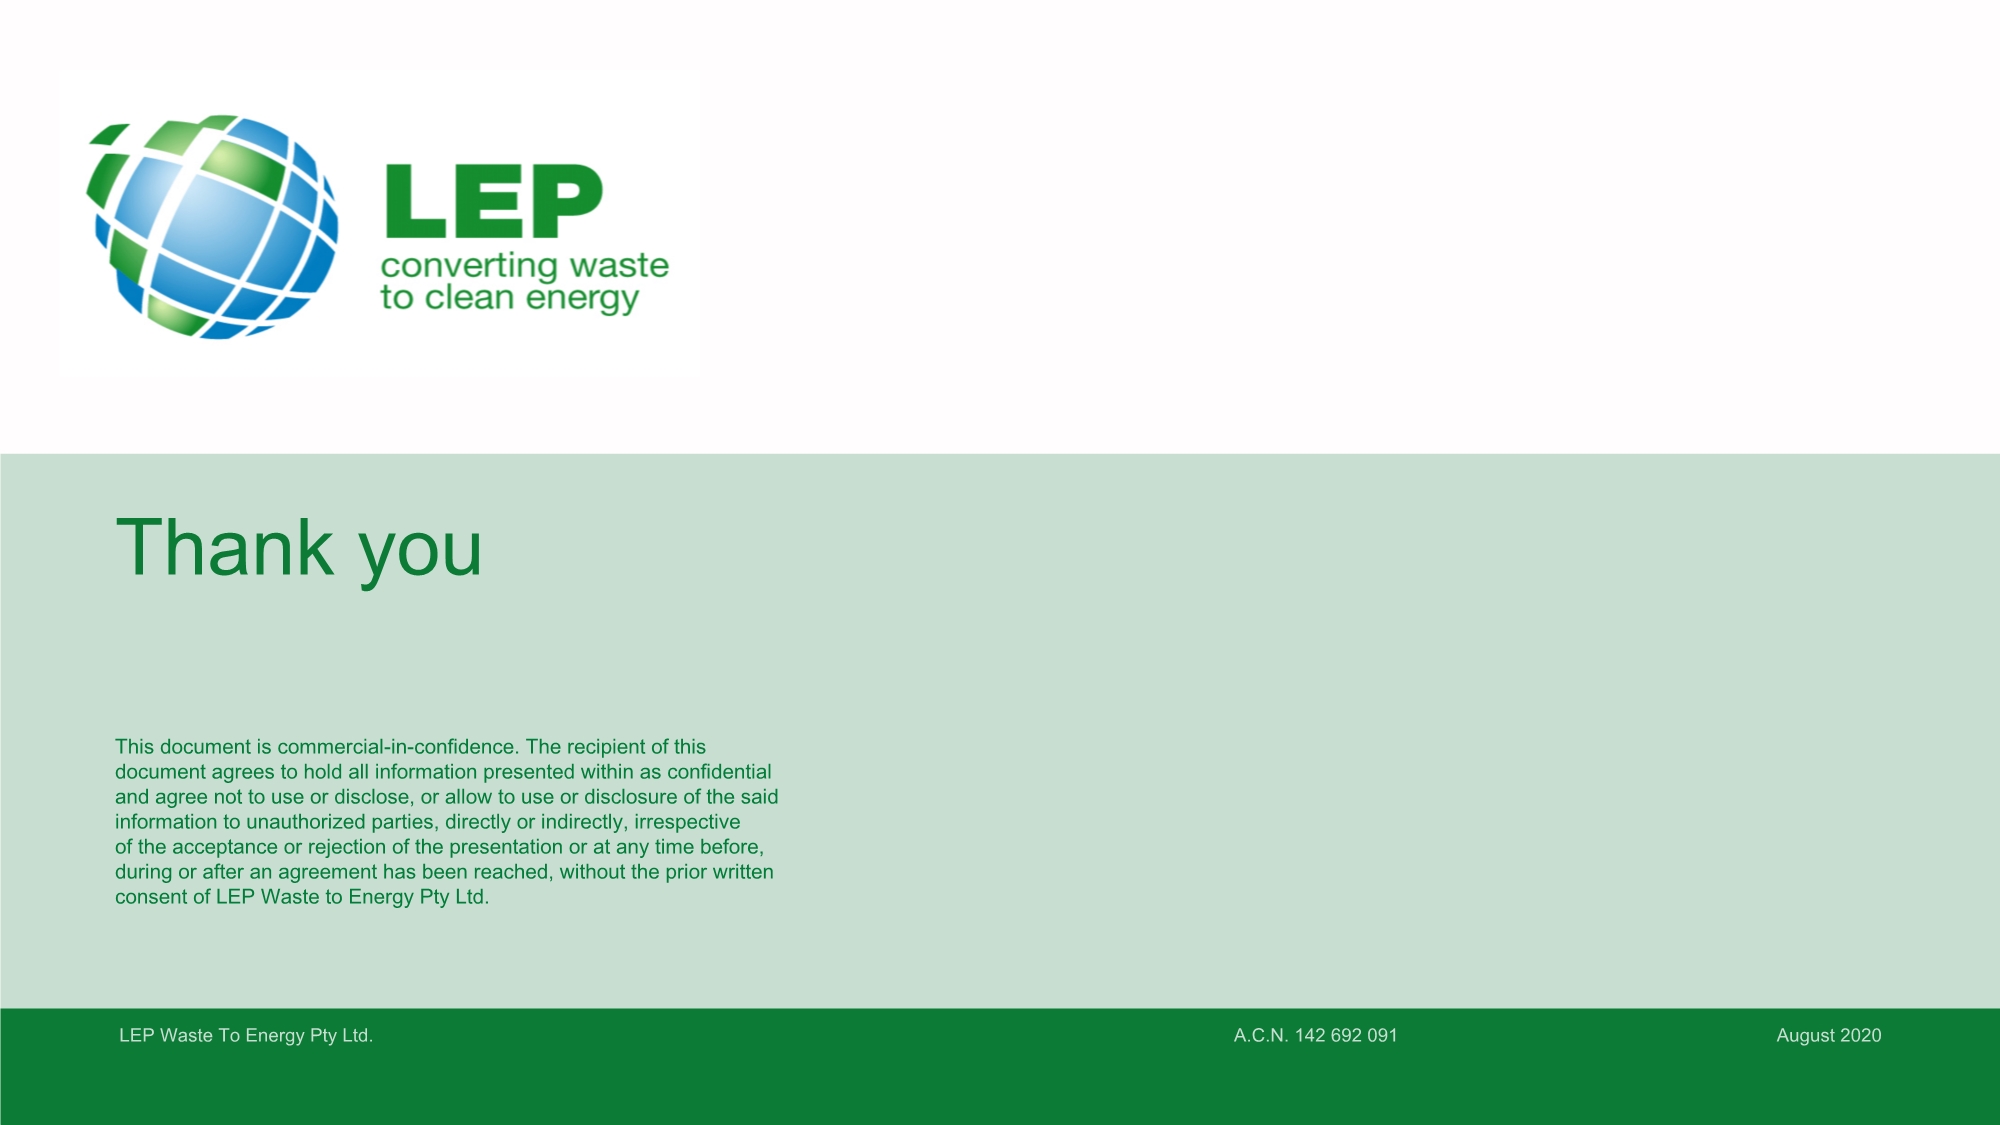 LEP
converting waste
to clean energy
Thank you
This document is commercial-in-confidence. The recipient of this
document agrees to hold all information presented within as confidential
and agree not to use or disclose, or allow to use or disclosure of the said
information to unauthorized parties, directly or indirectly, irrespective
of the acceptance or rejection of the presentation or at any time before,
during or after an agreement has been reached, without the prior written
consent of LEP Waste to Energy Pty Ltd.
LEP Waste To Energy Pty Ltd.
A.C.N. 142 692 091
August 2020